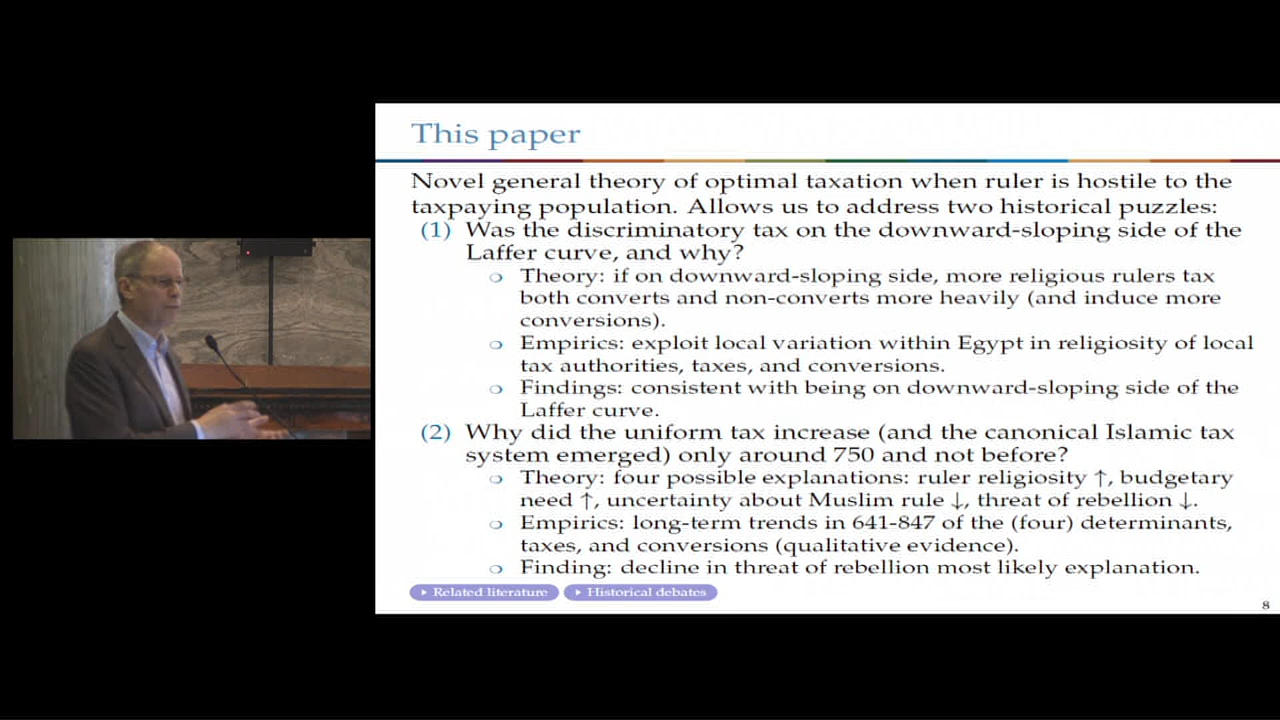 This paper
Novel general theory of optimal taxation when ruler is hostile to the
taxpaying population. Allows us to address two historical puzzles:
(1) Was the discriminatory tax on the downward-sloping side of the
Laffer curve, and why?
○ Theory: if on downward-sloping side, more religious rulers tax
both converts and non-converts more heavily (and induce more
conversions).
○ Empirics: exploit local variation within Egypt in religiosity of local
tax authorities, taxes, and conversions.
○ Findings: consistent with being on downward-sloping side of the
Laffer curve.
(2) Why did the uniform tax increase (and the canonical Islamic tax
system emerged) only around 750 and not before?
○ Theory: four possible explanations: ruler religiosity ↑, budgetary
need ↑, uncertainty about Muslim rule ↓, threat of rebellion ↓.
○ Empirics: long-term trends in 641-847 of the (four) determinants,
taxes, and conversions (qualitative evidence).
○ Finding: decline in threat of rebellion most likely explanation.
▸ Related literature ▸ Historical debates
8